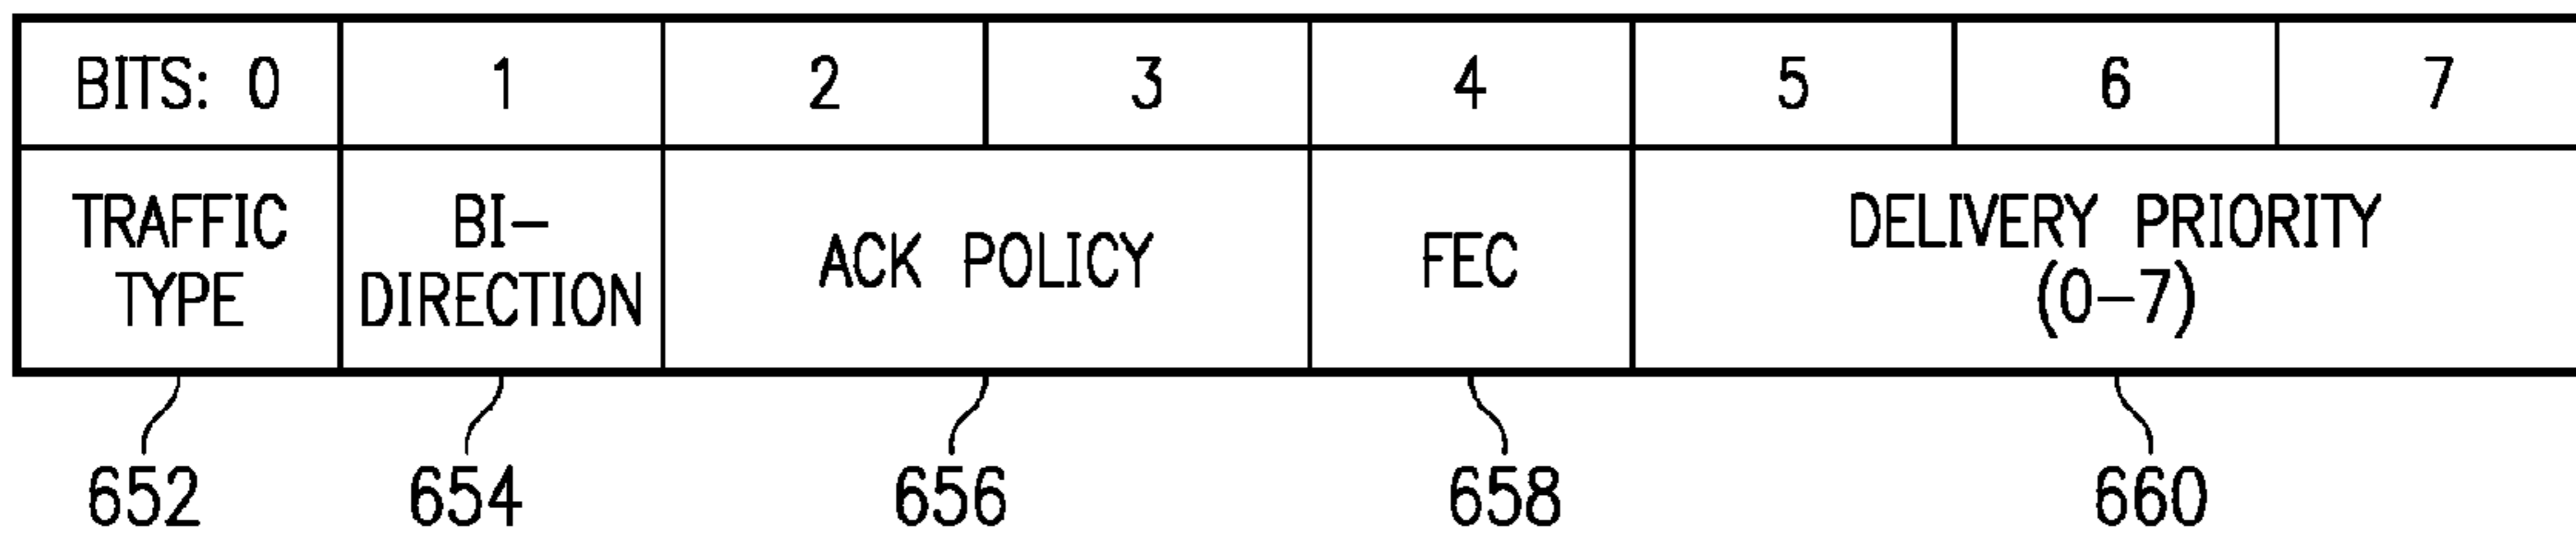 BITS: 0 1 2 3 4 5 6 7
TRAFFIC TYPE
BI-
DIRECTION
ACK POLICY
FEC
DELIVERY PRIORITY
(0-7)
652 654 656 658 660